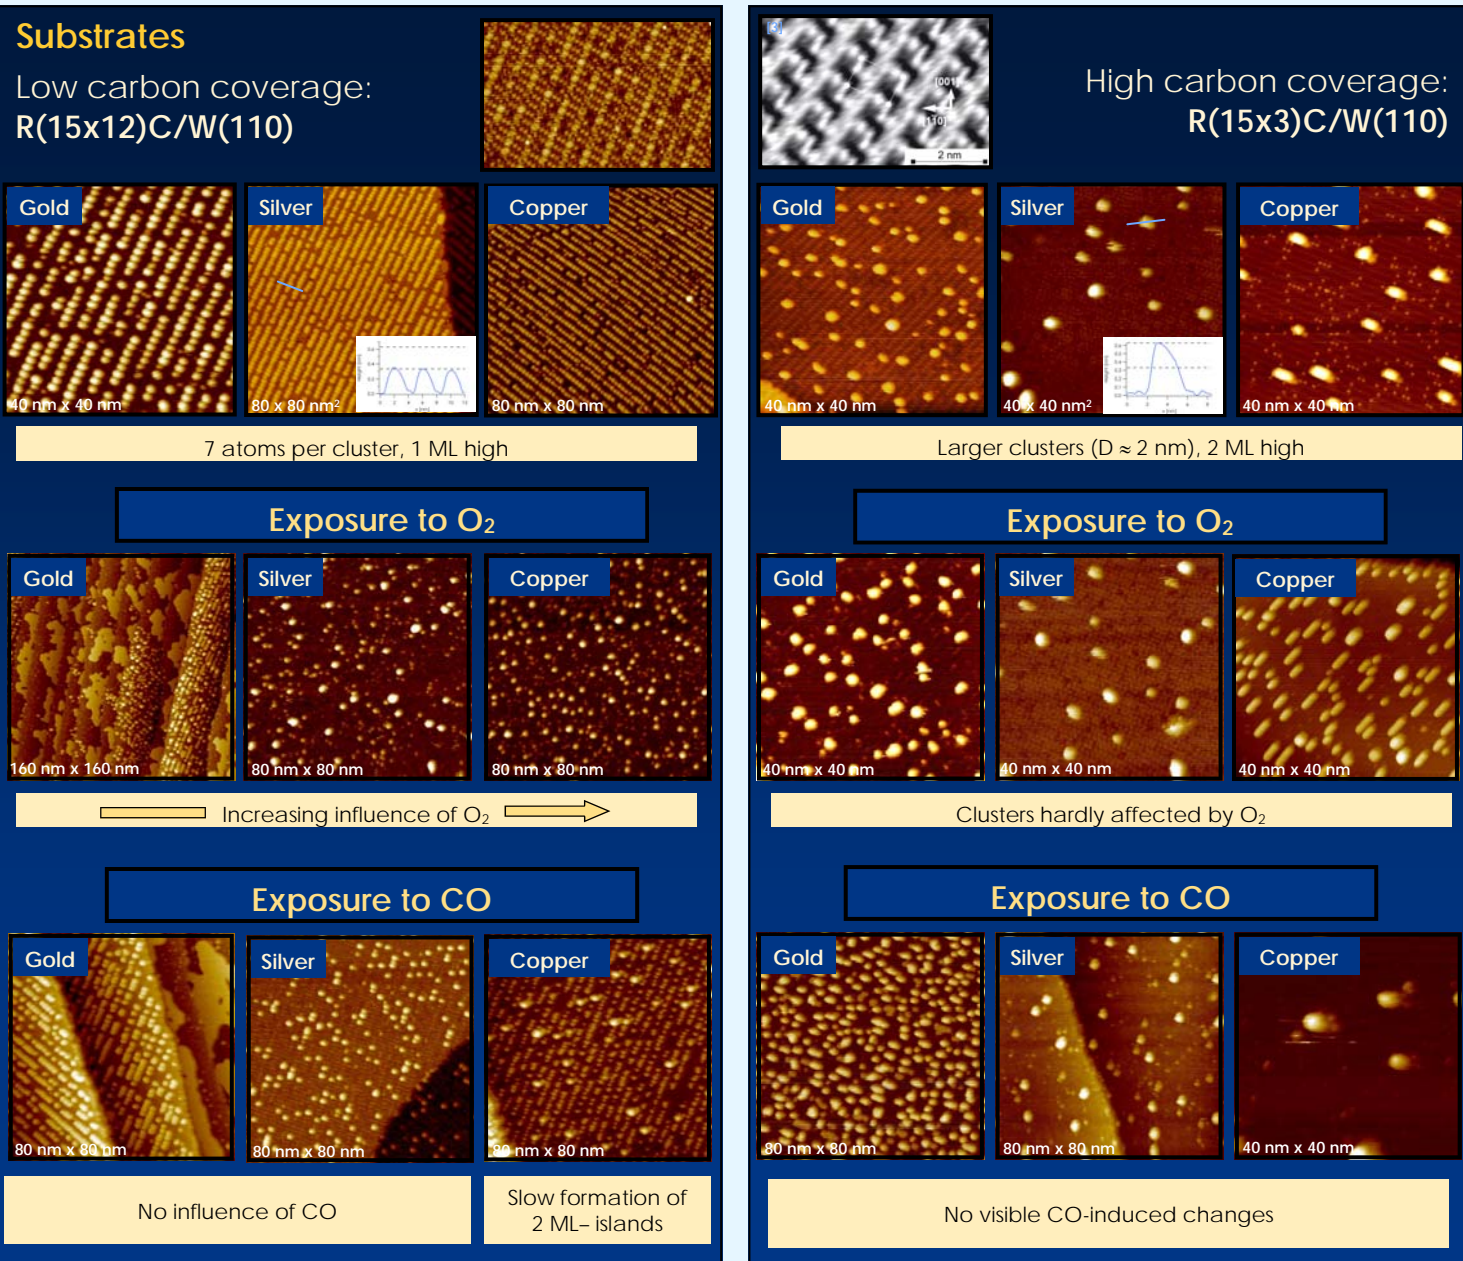 Substrates
Low carbon coverage:
R(15x12)C/W(110)
Gold
Silver
Copper
40 nm x 40 nm
80 x 80 nm²
80 nm x 80 nm
7 atoms per cluster, 1 ML high
Exposure to O₂
Gold
Silver
Copper
160 nm x 160 nm
80 nm x 80 nm
80 nm x 80 nm
Increasing influence of O₂
Exposure to CO
Gold
Silver
Copper
80 nm x 80 nm
80 nm x 80 nm
80 nm x 80 nm
No influence of CO
Slow formation of
2 ML– islands
[3]
[001]
[110]
2 nm
High carbon coverage:
R(15x3)C/W(110)
Gold
Silver
Copper
40 nm x 40 nm
40 x 40 nm²
40 nm x 40 nm
Larger clusters (D ≈ 2 nm), 2 ML high
Exposure to O₂
Gold
Silver
Copper
40 nm x 40 nm
40 nm x 40 nm
40 nm x 40 nm
Clusters hardly affected by O₂
Exposure to CO
Gold
Silver
Copper
80 nm x 80 nm
80 nm x 80 nm
40 nm x 40 nm
No visible CO-induced changes